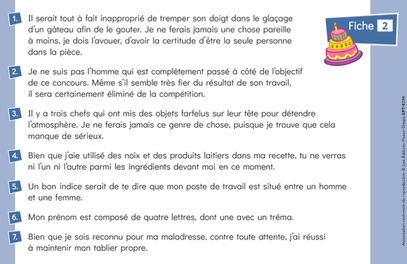 1. Il serait tout à fait inapproprié de tremper son doigt dans le glaçage
d'un gâteau afin de le gouter. Je ne ferais jamais une chose pareille
à moins, je dois l'avouer, d'avoir la certitude d'être la seule personne
dans la pièce.
Fiche 2
2. Je ne suis pas l'homme qui est complètement passé à côté de l'objectif
de ce concours. Même s'il semble très fier du résultat de son travail,
il sera certainement éliminé de la compétition.
3. Il y a trois chefs qui ont mis des objets farfelus sur leur tête pour détendre
l'atmosphère. Je ne ferais jamais ce genre de chose, puisque je trouve que cela
manque de sérieux.
4. Bien que j'aie utilisé des noix et des produits laitiers dans ma recette, tu ne verras
ni l'un ni l'autre parmi les ingrédients devant moi en ce moment.
5. Un bon indice serait de te dire que mon poste de travail est situé entre un homme
et une femme.
6. Mon prénom est composé de quatre lettres, dont une avec un tréma.
7. Bien que je sois reconnu pour ma maladresse, contre toute attente, j'ai réussi
à maintenir mon tablier propre.